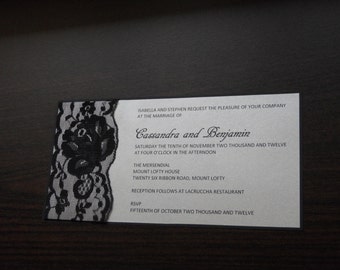 ISABELLA AND STEPHEN REQUEST THE PLEASURE OF YOUR COMPANY
AT THE MARRIAGE OF
Cassandra and Benjamin
SATURDAY THE TENTH OF NOVEMBER TWO THOUSAND AND TWELVE
AT FOUR O'CLOCK IN THE AFTERNOON
THE MERSENDIAL
MOUNT LOFTY HOUSE
TWENTY SIX RIBBON ROAD, MOUNT LOFTY
RECEPTION FOLLOWS AT LACRUCCHA RESTAURANT
RSVP
FIFTEENTH OF OCTOBER TWO THOUSAND AND TWELVE